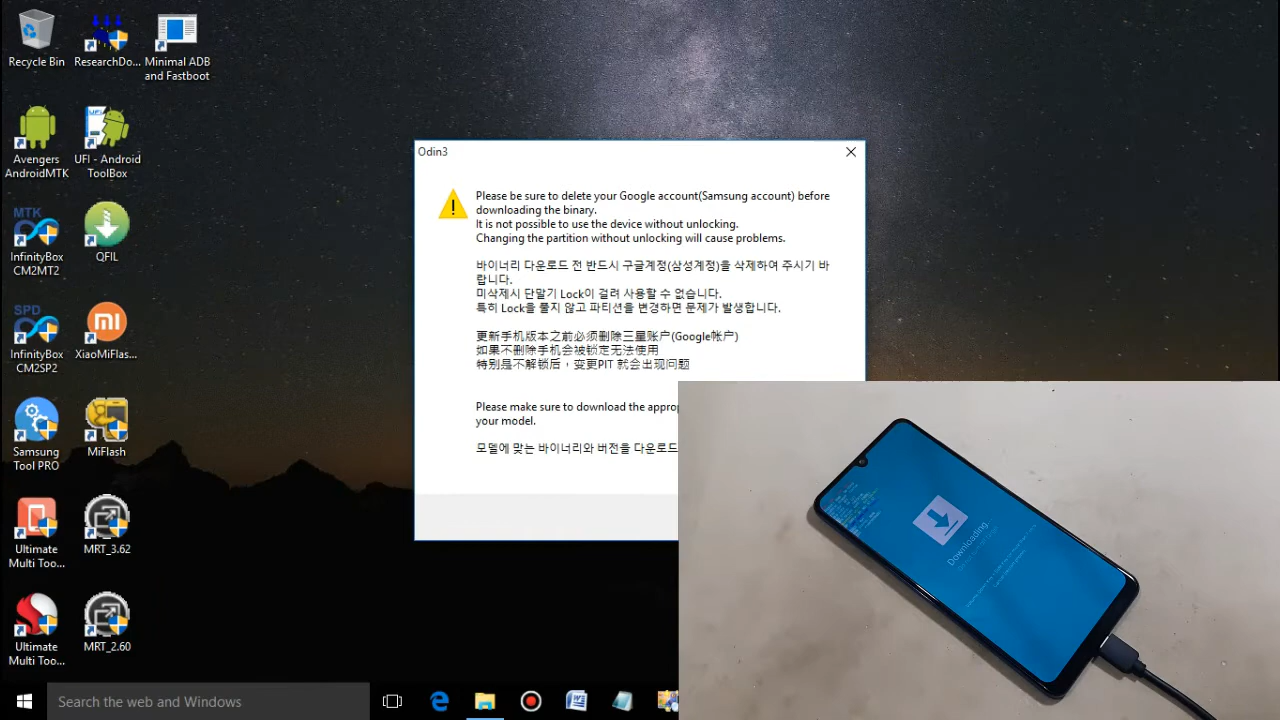 Recycle Bin
ResearchDo...
Minimal ADB
and Fastboot
Avengers
AndroidMTK
UFI
UFI - Android
ToolBox
MTK
InfinityBox
CM2MT2
QFIL
SPD
InfinityBox
CM2SP2
XiaoMiFlas...
Samsung
Tool PRO
MiFlash
Ultimate
Multi Too...
MRT_3.62
Ultimate
Multi Too...
MRT_2.60
Odin3
Please be sure to delete your Google account(Samsung account) before
downloading the binary.
It is not possible to use the device without unlocking.
Changing the partition without unlocking will cause problems.
바이너리 다운로드 전 반드시 구글계정(삼성계정)을 삭제하여 주시기 바
랍니다.
미삭제시 단말기 Lock이 걸려 사용할 수 없습니다.
특히 Lock을 풀지 않고 파티션을 변경하면 문제가 발생합니다.
更新手机版本之前必须删除三星账户(Google帐户)
如果不删除手机会被锁定无法使用
特别是不解锁后，变更PIT 就会出现问题
Please make sure to download the
your model.
모델에 맞는 바이너리와 버전을 다운로드
Downloading...
Search the web and Windows